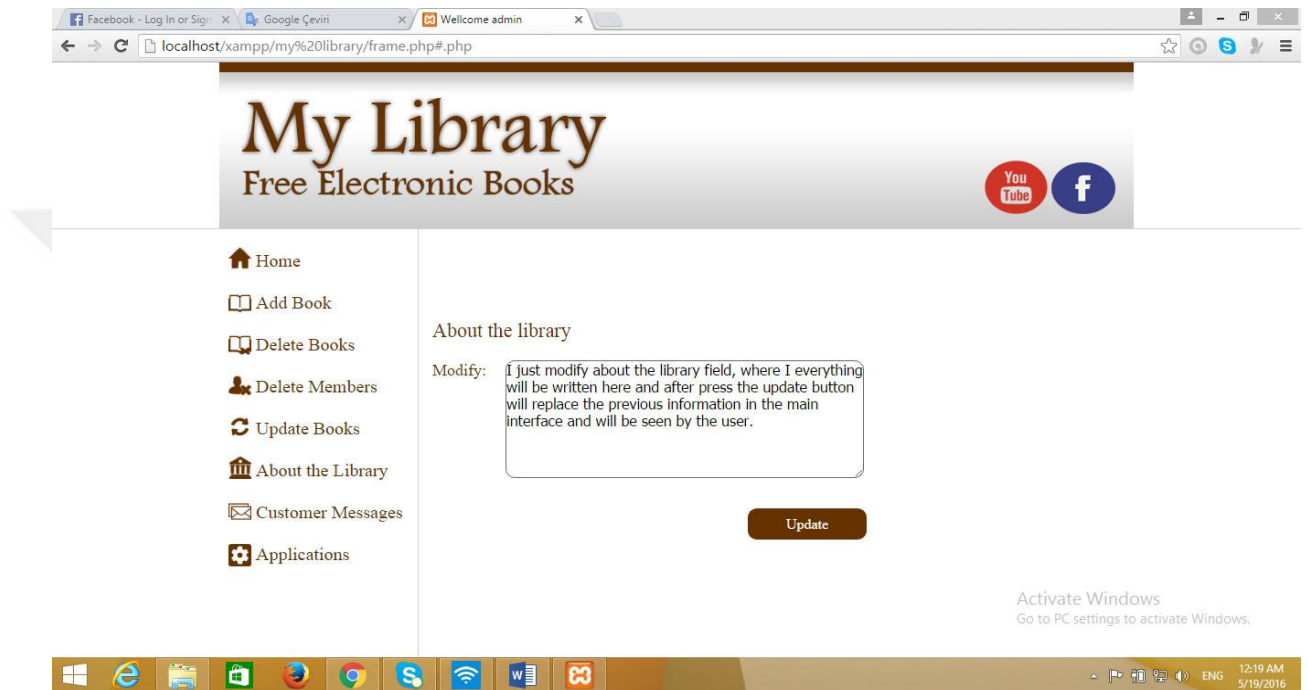 Facebook - Log In or Sign
Google Çeviri
Wellcome admin
localhost/xampp/my%20library/frame.php#.php
My Library
Free Electronic Books
You
Tube
f
Home
Add Book
Delete Books
Delete Members
Update Books
About the Library
Customer Messages
Applications
About the library
Modify:
I just modify about the library field, where I everything
will be written here and after press the update button
will replace the previous information in the main
interface and will be seen by the user.
Update
Activate Windows
Go to PC settings to activate Windows.
ENG
12:19 AM
5/19/2016